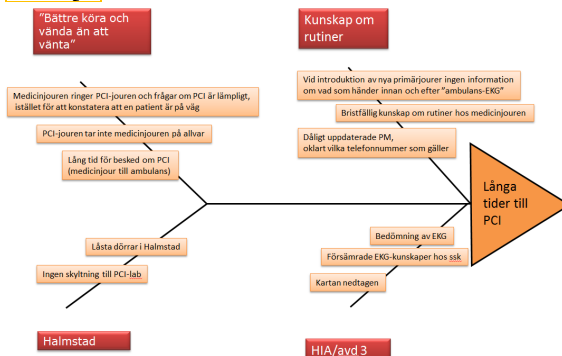 "Bättre köra och
vända än att
vänta"
Kunskap om
rutiner
Medicinjouren ringer PCI-jouren och frågar om PCI är lämpligt,
istället för att konstatera att en patient är på väg
PCI-jouren tar inte medicinjouren på allvar
Lång tid för besked om PCI
(medicinjour till ambulans)
Vid introduktion av nya primärjourer ingen information
om vad som händer innan och efter "ambulans-EKG"
Bristfällig kunskap om rutiner hos medicinjouren
Dåligt uppdaterade PM,
oklart vilka telefonnummer som gäller
Långa
tider till
PCI
Låsta dörrar i Halmstad
Ingen skyltning till PCI-lab
Bedömning av EKG
Försämrade EKG-kunskaper hos ssk
Kartan nedtagen
Halmstad
HIA/avd 3